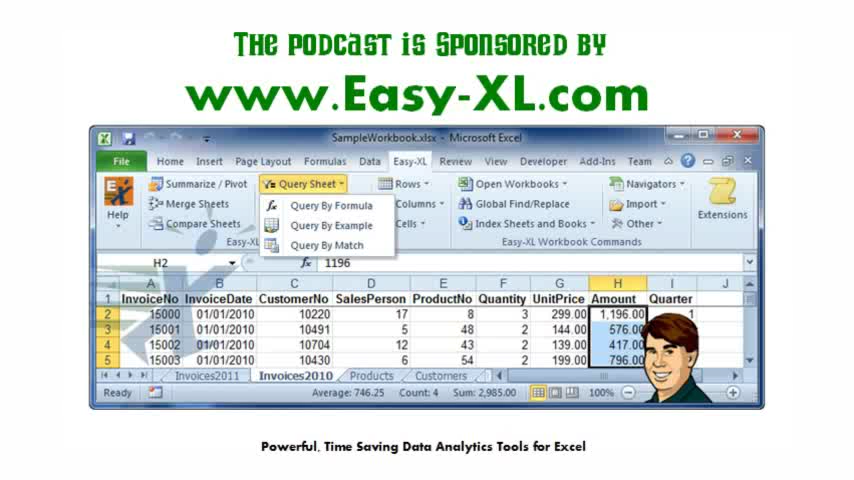 The podcast is Sponsored by
www.Easy-XL.com
SampleWorkbook.xlsx - Microsoft Excel
File Home Insert Page Layout Formulas Data Easy-XL Review View Developer Add-Ins Team
Summarize / Pivot Query Sheet Rows Open Workbooks Navigators
Help Merge Sheets Query By Formula Columns Global Find/Replace Import Extensions
Compare Sheets Query By Example Cells Index Sheets and Books Other
Easy-XL Query By Match Easy-XL Workbook Commands
H2 fx 1196
A B C D E F G H I J
1 InvoiceNo InvoiceDate CustomerNo SalesPerson ProductNo Quantity UnitPrice Amount Quarter
2 15000 01/01/2010 10220 17 8 3 299.00 1,196.00 1
3 15001 01/01/2010 10491 5 48 2 144.00 576.00
4 15002 01/01/2010 10704 12 43 2 139.00 417.00
5 15003 01/01/2010 10430 6 54 2 199.00 796.00
Invoices2011 Invoices2010 Products Customers
Ready Average: 746.25 Count: 4 Sum: 2,985.00 100%
Powerful, Time Saving Data Analytics Tools for Excel